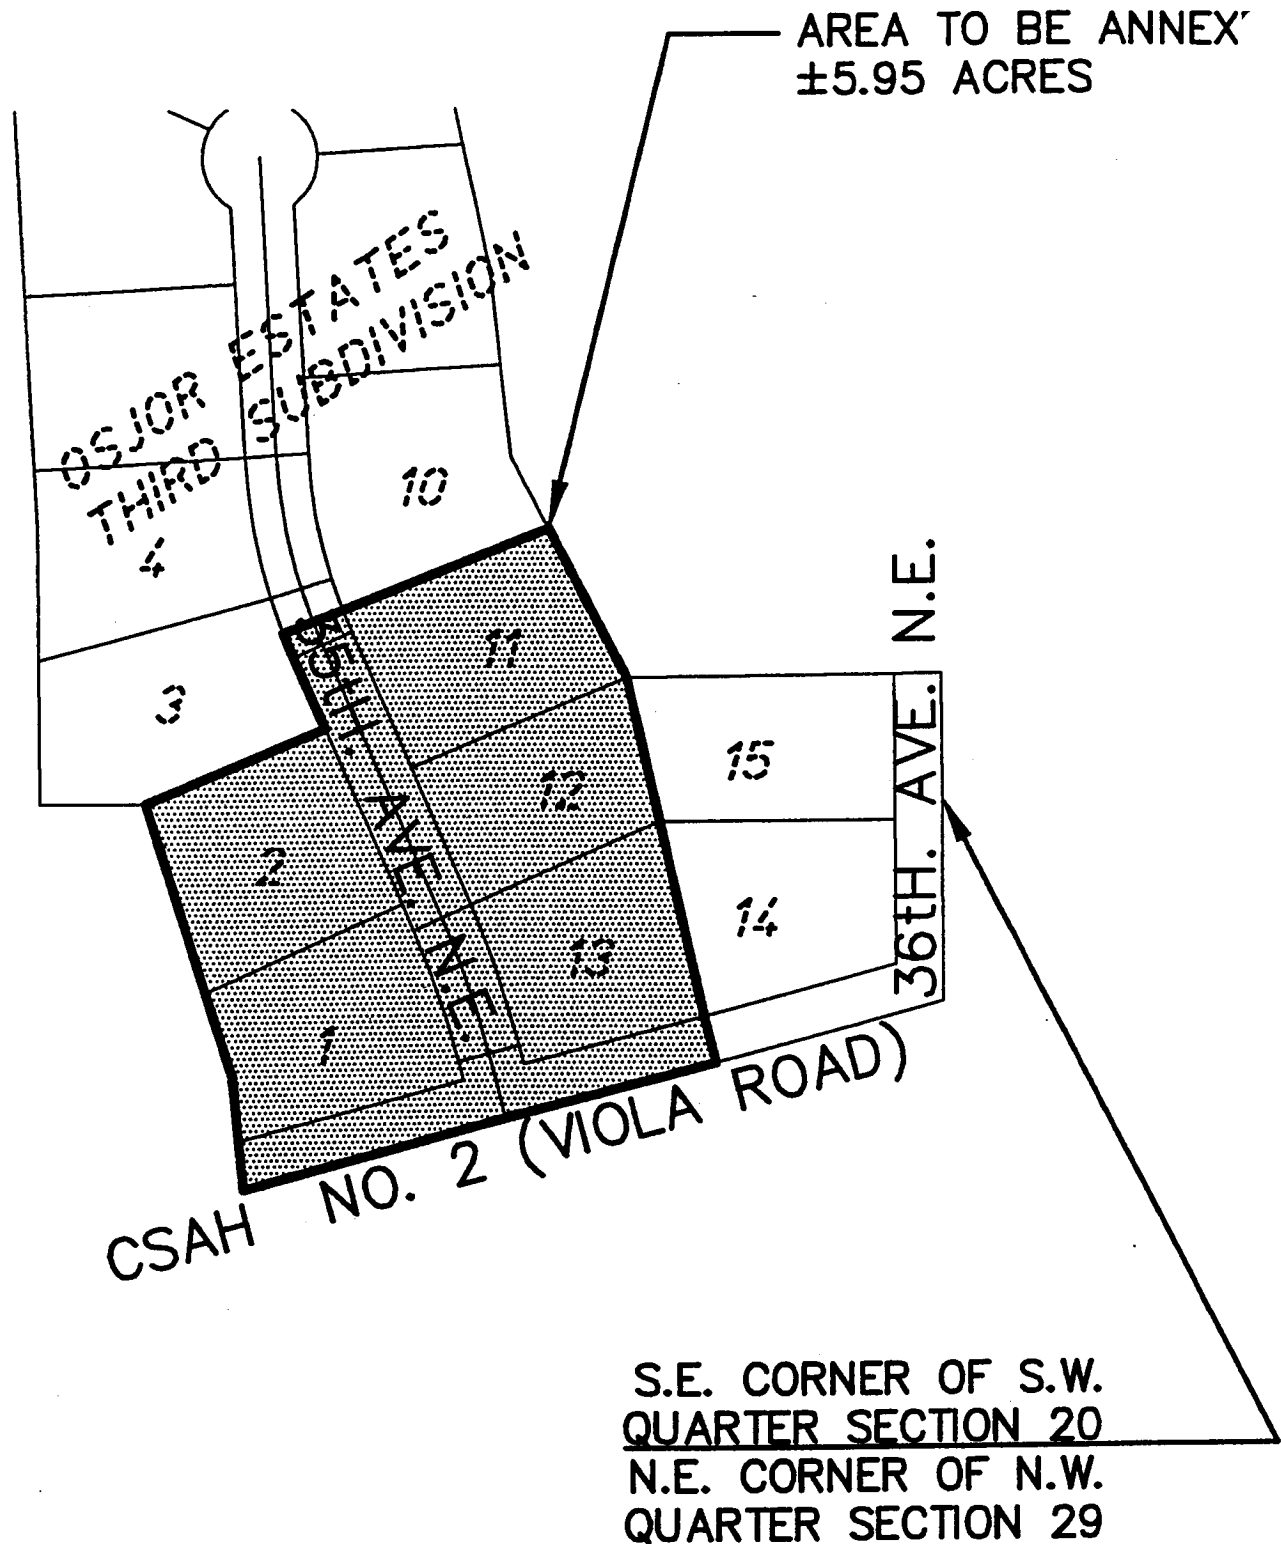 AREA TO BE ANNEX
±5.95 ACRES
OSJOR ESTATES
THIRD SUBDIVISION
10
4
3
11
35tH. AVE. N.E.
36tH. AVE. N.E.
15
12
2
14
13
1
CSAH NO. 2 (VIOLA ROAD)
S.E. CORNER OF S.W.
QUARTER SECTION 20
N.E. CORNER OF N.W.
QUARTER SECTION 29